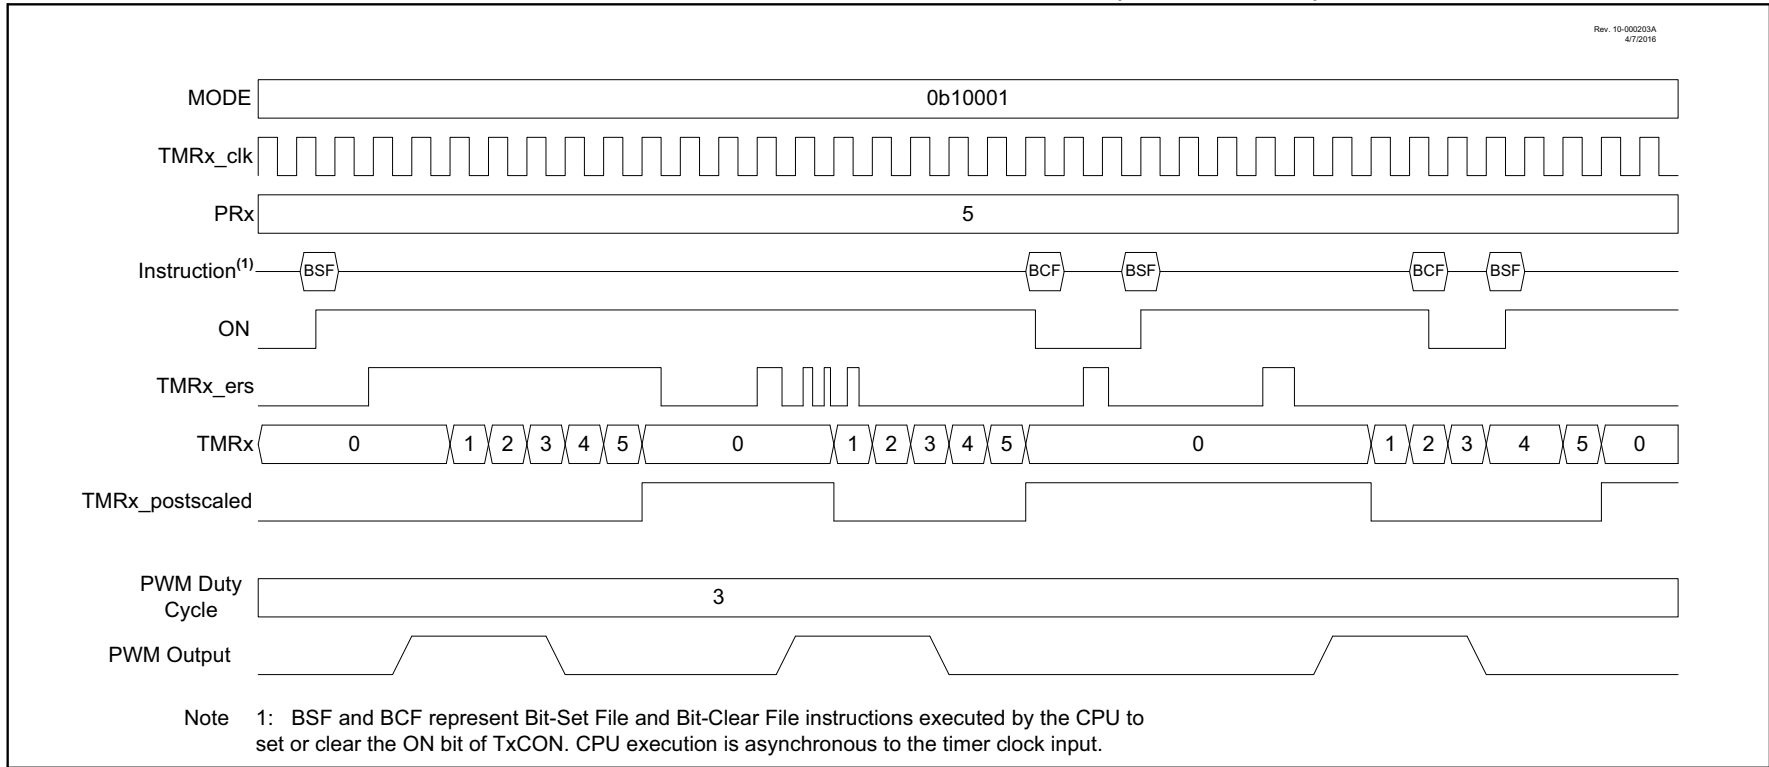 Rev. 10-000203A
4/7/2016
MODE 0b10001
TMRx_clk
PRx 5
Instruction(1) BSF BCF BSF BCF BSF
ON
TMRx_ers
TMRx 0 1 2 3 4 5 0 1 2 3 4 5 0 1 2 3 4 5 0
TMRx_postscaled
PWM Duty
Cycle 3
PWM Output
Note 1: BSF and BCF represent Bit-Set File and Bit-Clear File instructions executed by the CPU to
set or clear the ON bit of TxCON. CPU execution is asynchronous to the timer clock input.